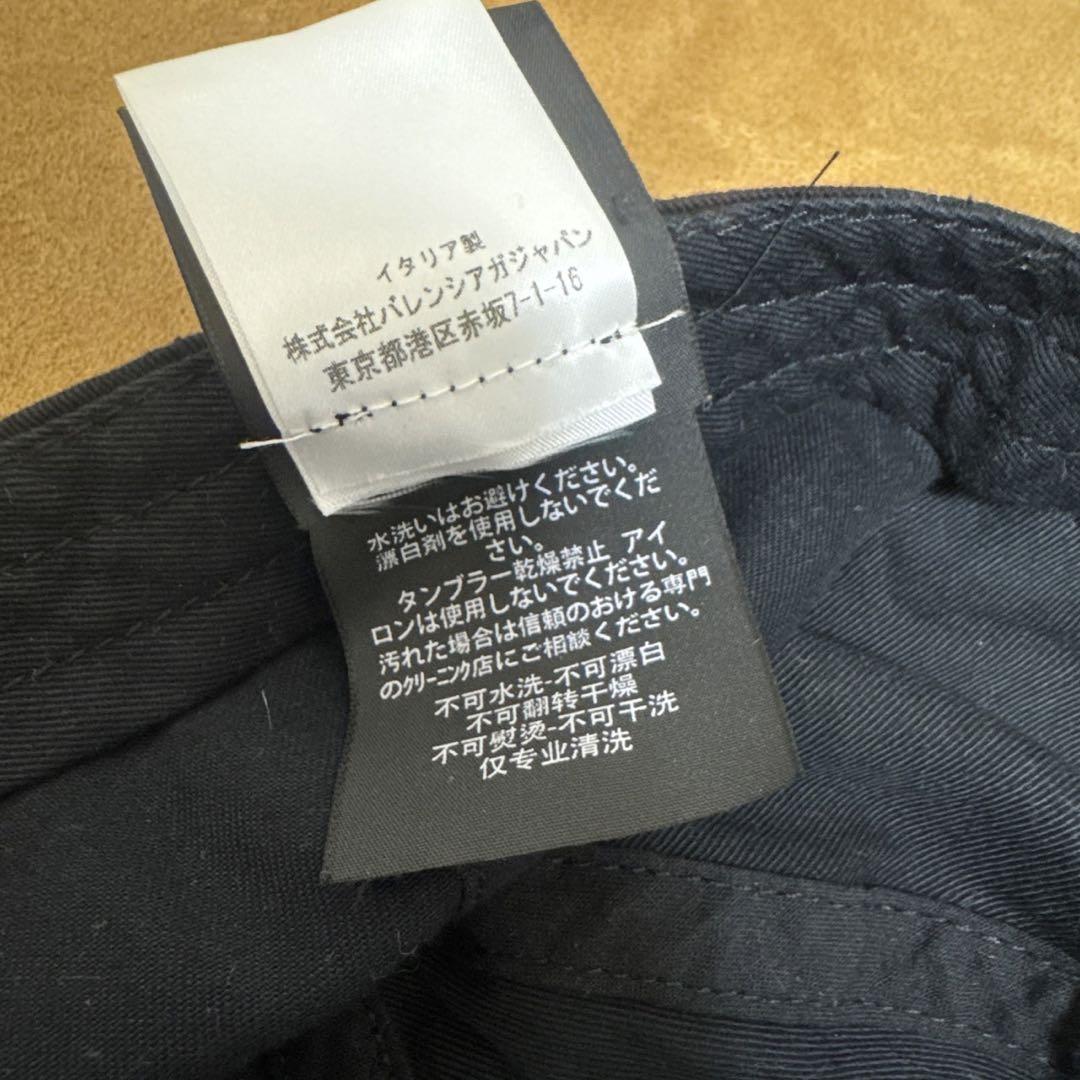 イタリア製
株式会社バレンシアガジャパン
東京都港区赤坂7-1-16
水洗いはお避けください。
漂白剤を使用しないでくだ
さい。
タンブラー乾燥禁止 アイ
ロンは使用しないでください。
汚れた場合は信頼のおける専門
のクリーニング店にご相談ください。
不可水洗-不可漂白
不可翻转干燥
不可熨烫-不可干洗
仅专业清洗